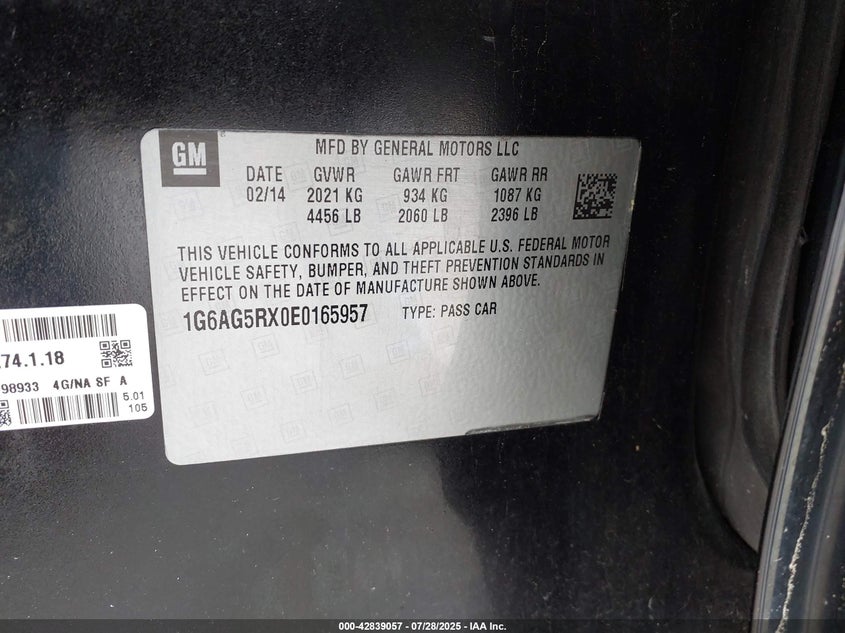 GM
MFD BY GENERAL MOTORS LLC
DATE GVWR GAWR FRT GAWR RR
02/14 2021 KG 934 KG 1087 KG
4456 LB 2060 LB 2396 LB
THIS VEHICLE CONFORMS TO ALL APPLICABLE U.S. FEDERAL MOTOR
VEHICLE SAFETY, BUMPER, AND THEFT PREVENTION STANDARDS IN
EFFECT ON THE DATE OF MANUFACTURE SHOWN ABOVE.
1G6AG5RX0E0165957 TYPE: PASS CAR
.74.1.18
98933 4G/NA SF A
5.01
105
000-42839057 / 07/28/2025 - IAA Inc.